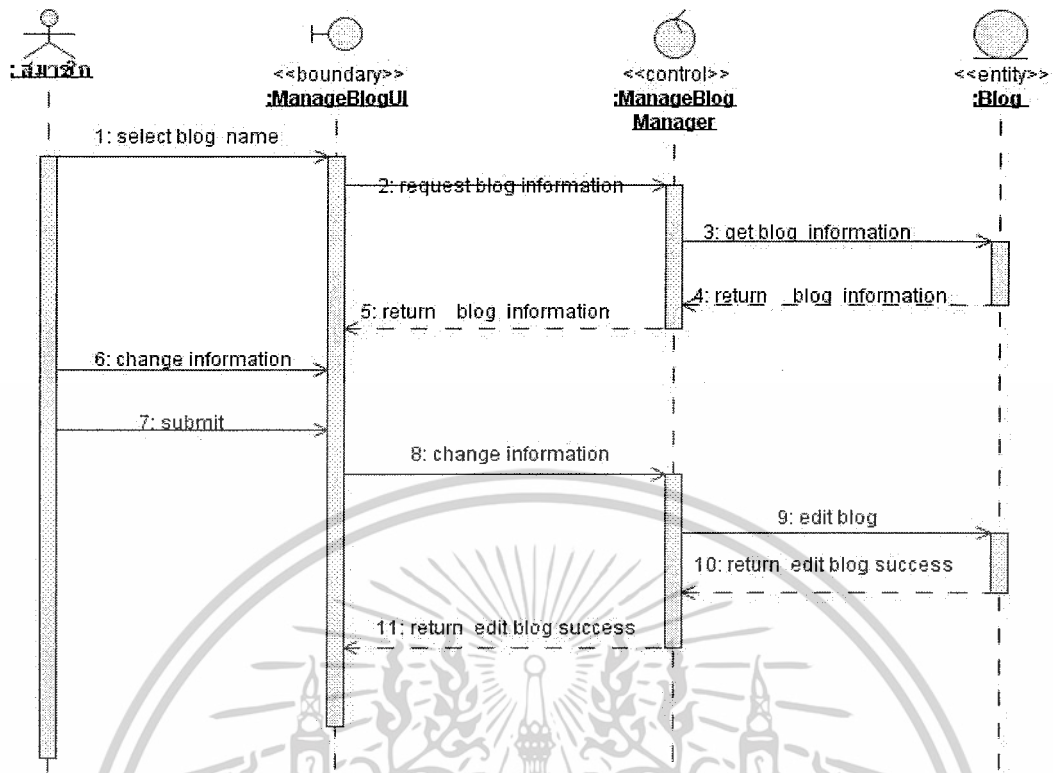 :สมาชิก
<<boundary>>
:ManageBlogUI
<<control>>
:ManageBlog
Manager
<<entity>>
:Blog
1: select blog name
2: request blog information
3: get blog information
4: return blog information
5: return blog information
6: change information
7: submit
8: change information
9: edit blog
10: return edit blog success
11: return edit blog success